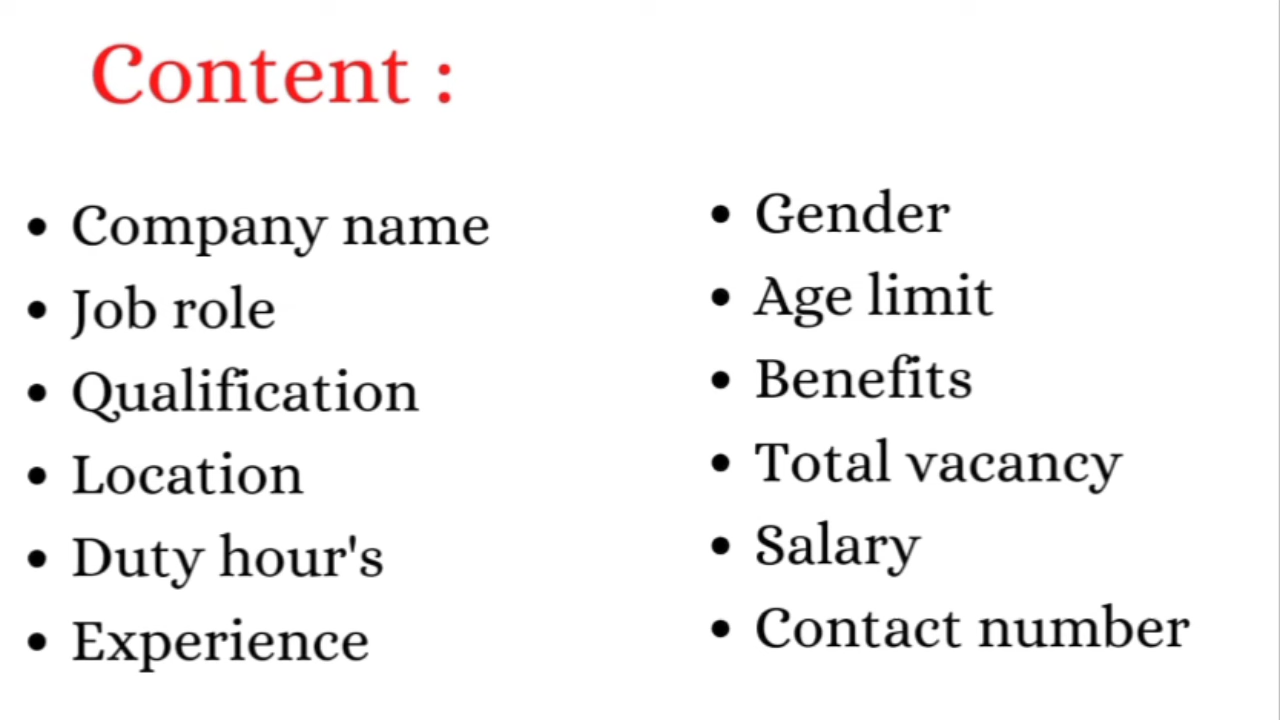 Content :
Company name
Job role
Qualification
Location
Duty hour's
Experience
Gender
Age limit
Benefits
Total vacancy
Salary
Contact number